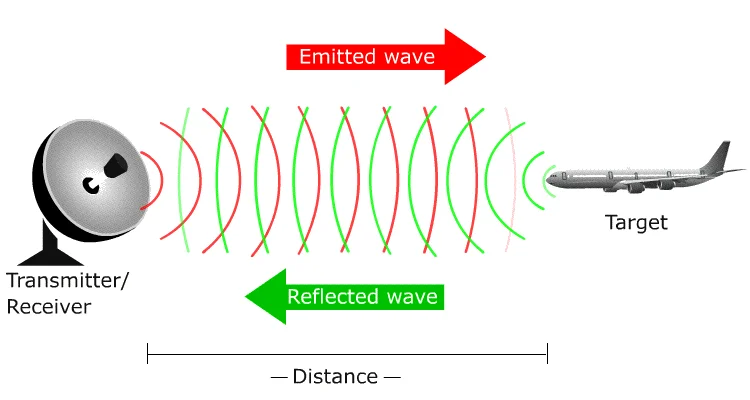 Emitted wave
Target
Transmitter/
Receiver
Reflected wave
— Distance —